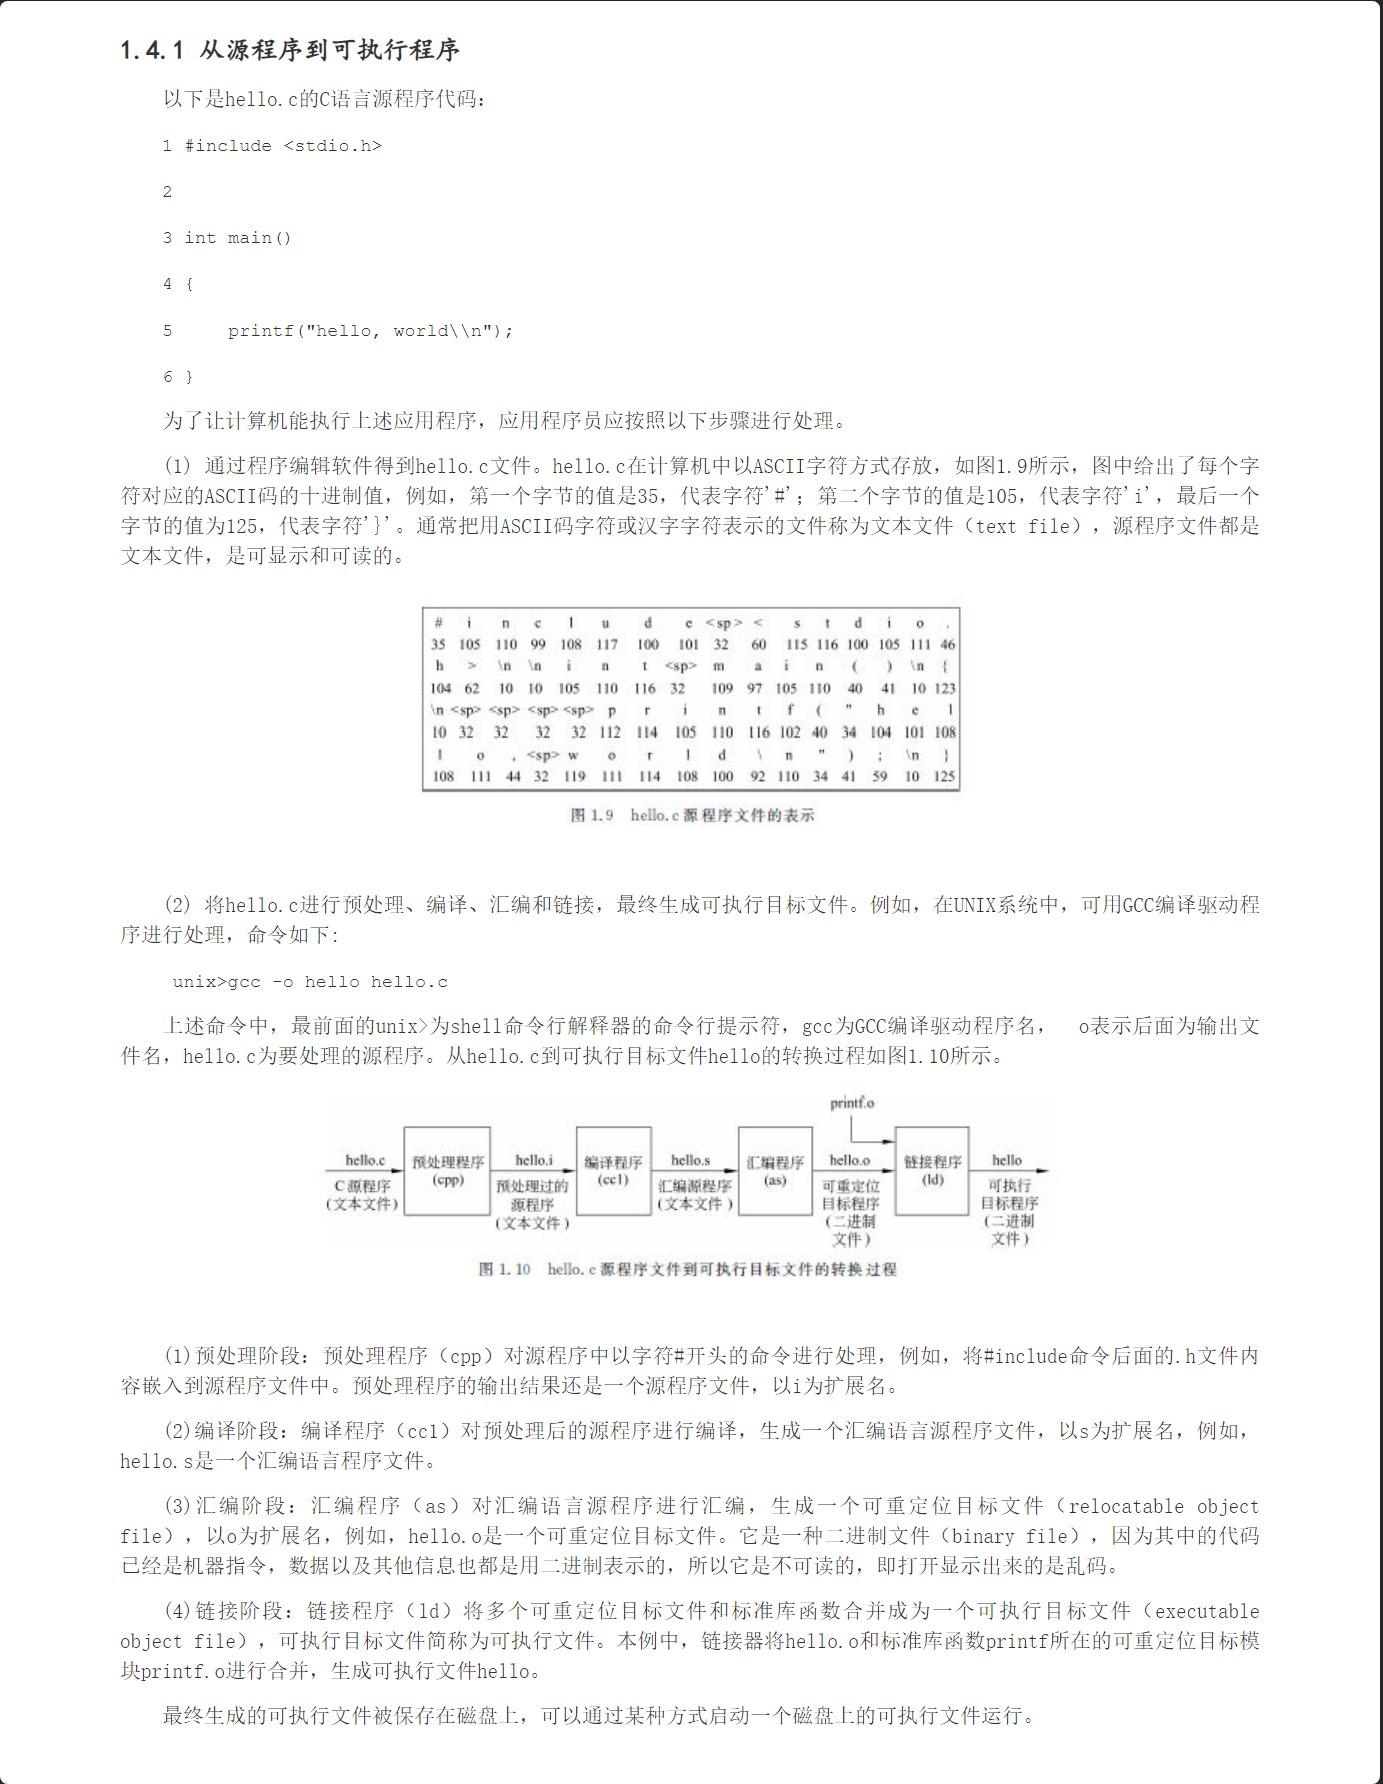 1.4.1 从源程序到可执行程序
以下是hello.c的C语言源程序代码：
1 #include <stdio.h>
2
3 int main()
4 {
5     printf("hello, world\\n");
6 }
为了让计算机能执行上述应用程序，应用程序员应按照以下步骤进行处理。
(1) 通过程序编辑软件得到hello.c文件。hello.c在计算机中以ASCII字符方式存放，如图1.9所示，图中给出了每个字
符对应的ASCII码的十进制值，例如，第一个字节的值是35，代表字符'#'；第二个字节的值是105，代表字符'i'，最后一个
字节的值为125，代表字符'}'。通常把用ASCII码字符或汉字字符表示的文件称为文本文件（text file），源程序文件都是
文本文件，是可显示和可读的。
# i n c l u d e <sp> < s t d i o .
35 105 110 99 108 117 100 101 32 60 115 116 100 105 111 46
h > \n \n i n t <sp> m a i n ( ) \n {
104 62 10 10 105 110 116 32 109 97 105 110 40 41 10 123
\n <sp> <sp> <sp> <sp> p r i n t f ( " h e l
10 32 32 32 32 112 114 105 110 116 102 40 34 104 101 108
l o , <sp> w o r l d \ n " ) ; \n }
108 111 44 32 119 111 114 108 100 92 110 34 41 59 10 125
图 1.9 hello.c 源程序文件的表示
(2) 将hello.c进行预处理、编译、汇编和链接，最终生成可执行目标文件。例如，在UNIX系统中，可用GCC编译驱动程
序进行处理，命令如下：
unix>gcc -o hello hello.c
上述命令中，最前面的unix>为shell命令行解释器的命令行提示符，gcc为GCC编译驱动程序名， o表示后面为输出文
件名，hello.c为要处理的源程序。从hello.c到可执行目标文件hello的转换过程如图1.10所示。
printf.o
hello.c 预处理程序 hello.i 编译程序 hello.s 汇编程序 hello.o 链接程序 hello
(cpp) (cc1) (as) (ld)
C 源程序 预处理过的 汇编源程序 可重定位 可执行
(文本文件) 源程序 (文本文件) 目标程序 目标程序
(文本文件) (二进制 (二进制
文件) 文件)
图 1.10 hello.c 源程序文件到可执行目标文件的转换过程
(1)预处理阶段：预处理程序（cpp）对源程序中以字符#开头的命令进行处理，例如，将#include命令后面的.h文件内
容嵌入到源程序文件中。预处理程序的输出结果还是一个源程序文件，以i为扩展名。
(2)编译阶段：编译程序（cc1）对预处理后的源程序进行编译，生成一个汇编语言源程序文件，以s为扩展名，例如，
hello.s是一个汇编语言程序文件。
(3)汇编阶段：汇编程序（as）对汇编语言源程序进行汇编，生成一个可重定位目标文件（relocatable object
file），以o为扩展名，例如，hello.o是一个可重定位目标文件。它是一种二进制文件（binary file），因为其中的代码
已经是机器指令，数据以及其他信息也都是用二进制表示的，所以它是不可读的，即打开显示出来的是乱码。
(4)链接阶段：链接程序（ld）将多个可重定位目标文件和标准库函数合并成为一个可执行目标文件（executable
object file），可执行目标文件简称为可执行文件。本例中，链接器将hello.o和标准库函数printf所在的可重定位目标模
块printf.o进行合并，生成可执行文件hello。
最终生成的可执行文件被保存在磁盘上，可以通过某种方式启动一个磁盘上的可执行文件运行。